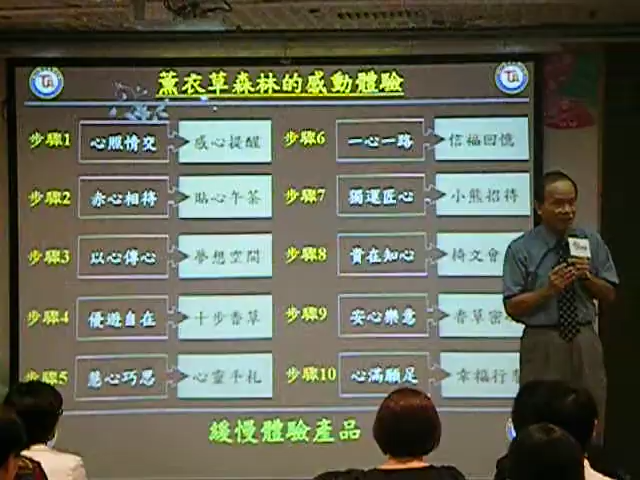 薰衣草森林的感動體驗
步驟1 心照情交 感心提醒
步驟2 赤心相待 貼心午茶
步驟3 以心傳心 夢想空間
步驟4 優遊自在 十步香草
步驟5 慧心巧思 心靈手札
步驟6 一心一路 信福回憶
步驟7 獨運匠心 小熊招待
步驟8 貴在知心 椅文會
步驟9 安心樂意 香草密
步驟10 心滿願足 幸福行
緩慢體驗產品